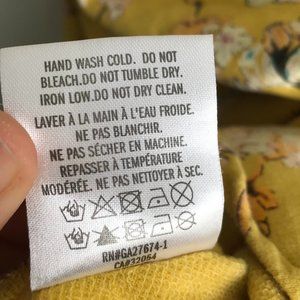 HAND WASH COLD. DO NOT
BLEACH.DO NOT TUMBLE DRY.
IRON LOW.DO NOT DRY CLEAN.
LAVER À LA MAIN À L'EAU FROIDE.
NE PAS BLANCHIR.
NE PAS SÉCHER EN MACHINE.
REPASSER À TEMPÉRATURE
MODÉRÉE. NE PAS NETTOYER À SEC.
RN#GA27674-1
CA#32054